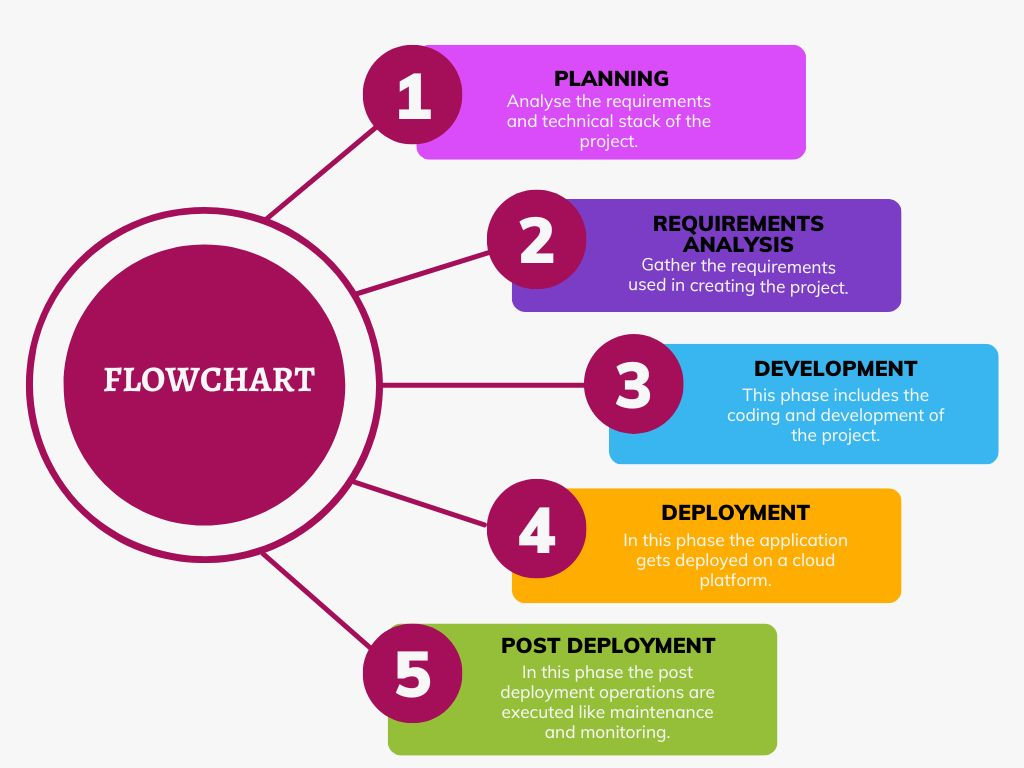 FLOWCHART
1
PLANNING
Analyse the requirements
and technical stack of the
project.
2
REQUIREMENTS
ANALYSIS
Gather the requirements
used in creating the project.
3
DEVELOPMENT
This phase includes the
coding and development of
the project.
4
DEPLOYMENT
In this phase the application
gets deployed on a cloud
platform.
5
POST DEPLOYMENT
In this phase the post
deployment operations are
executed like maintenance
and monitoring.